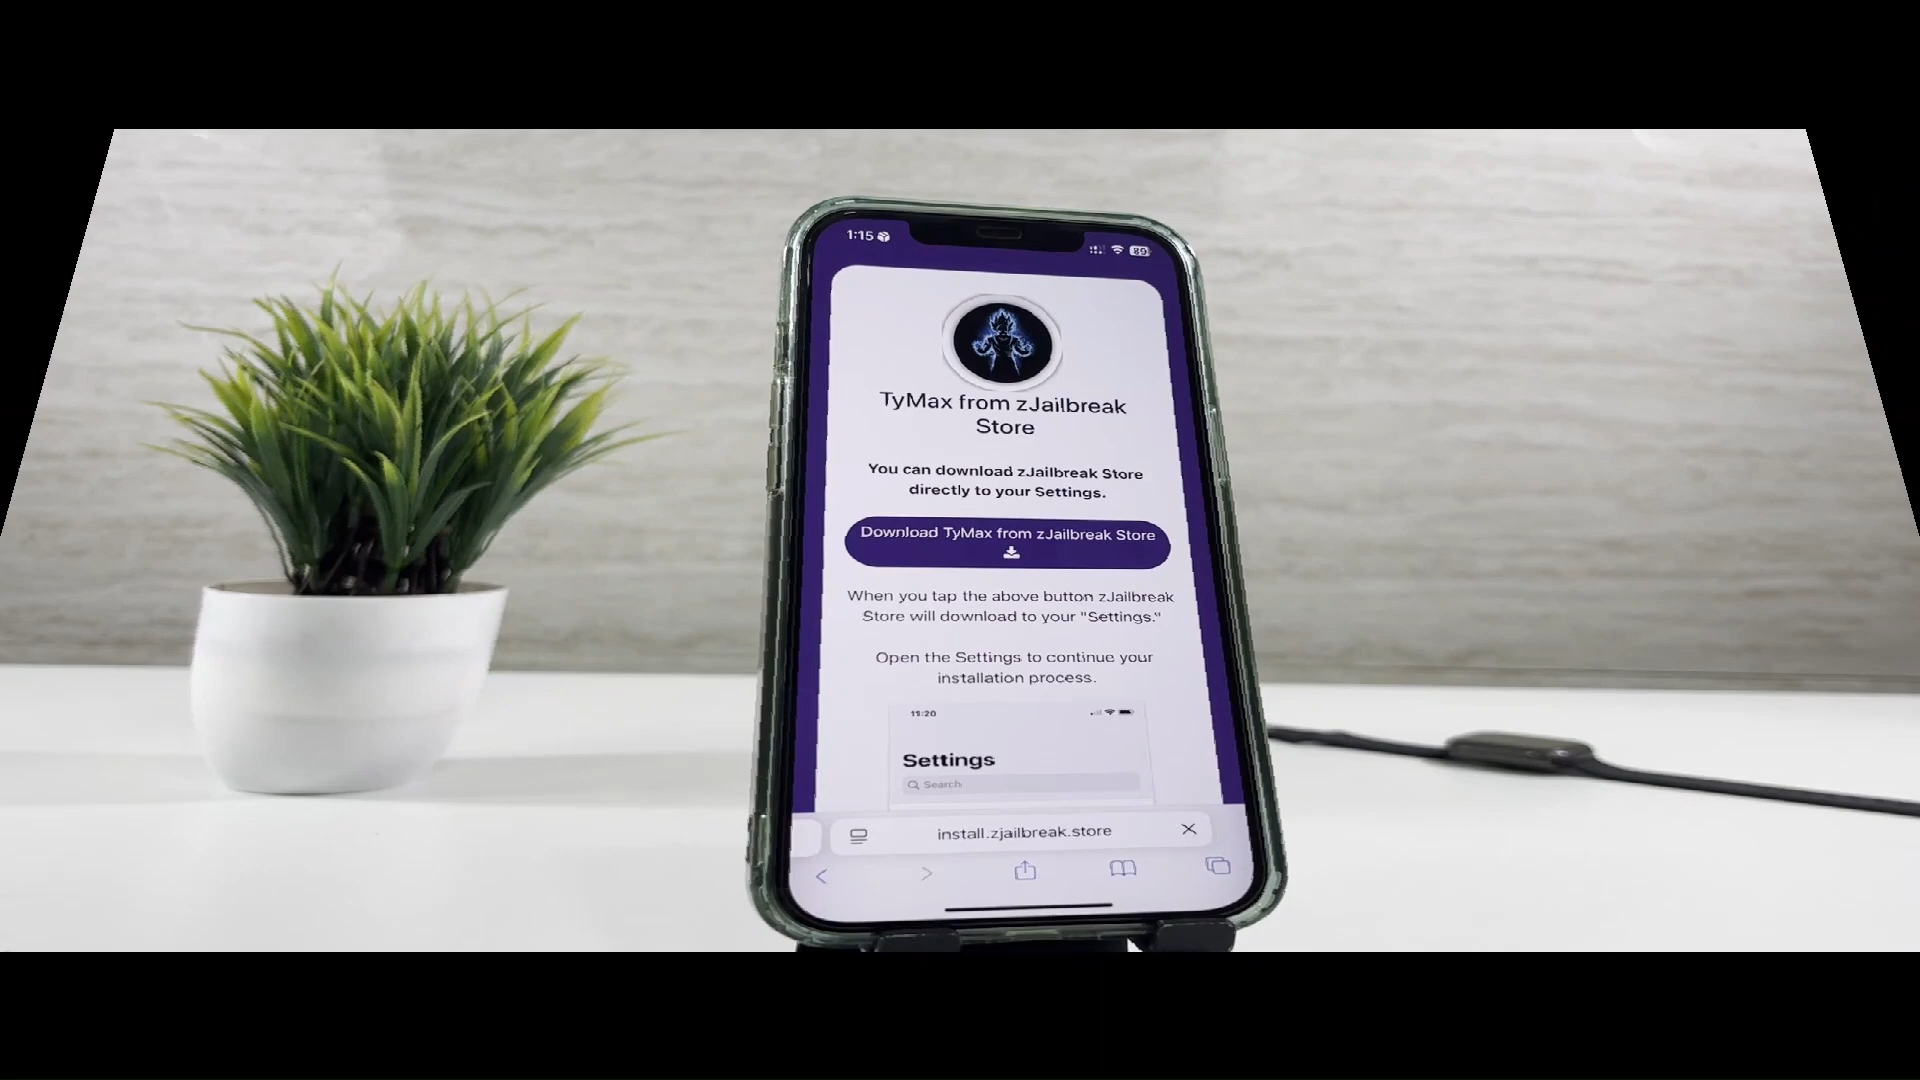 1:15
89
TyMax from zJailbreak
Store
You can download zJailbreak Store
directly to your Settings.
Download TyMax from zJailbreak Store
When you tap the above button zJailbreak
Store will download to your "Settings."
Open the Settings to continue your
installation process.
11:20
Settings
Search
install.zjailbreak.store